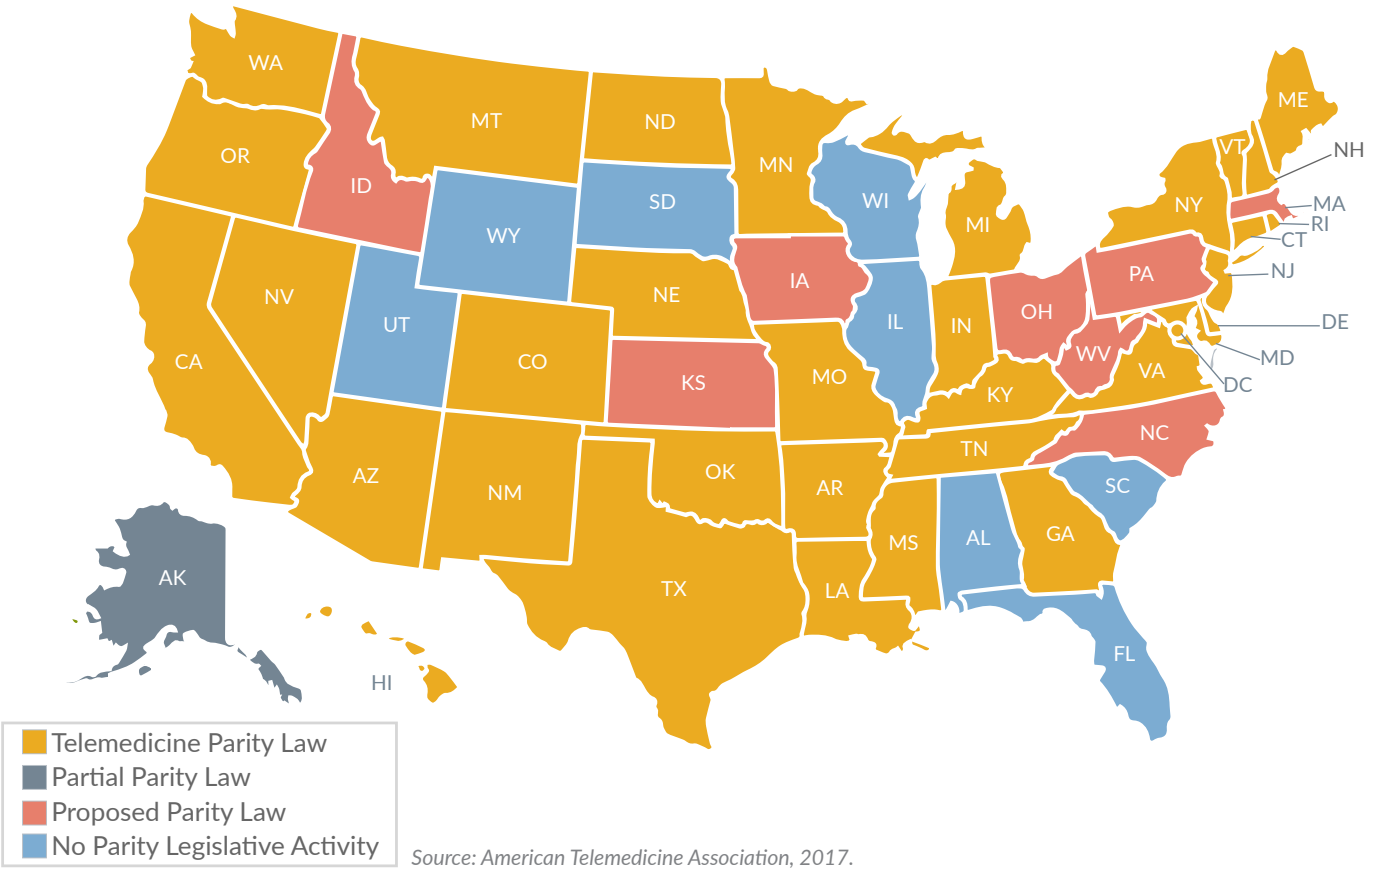 WA
ME
MT
ND
VT
NH
OR
MN
ID
SD
WI
NY
MA
MI
RI
WY
CT
PA
NJ
NV
NE
IA
UT
IL
IN
OH
DE
CA
CO
WV
MD
KS
MO
VA
DC
KY
NC
TN
AZ
OK
NM
AR
SC
MS
AL
GA
AK
TX
LA
FL
HI
Telemedicine Parity Law
Partial Parity Law
Proposed Parity Law
No Parity Legislative Activity
Source: American Telemedicine Association, 2017.